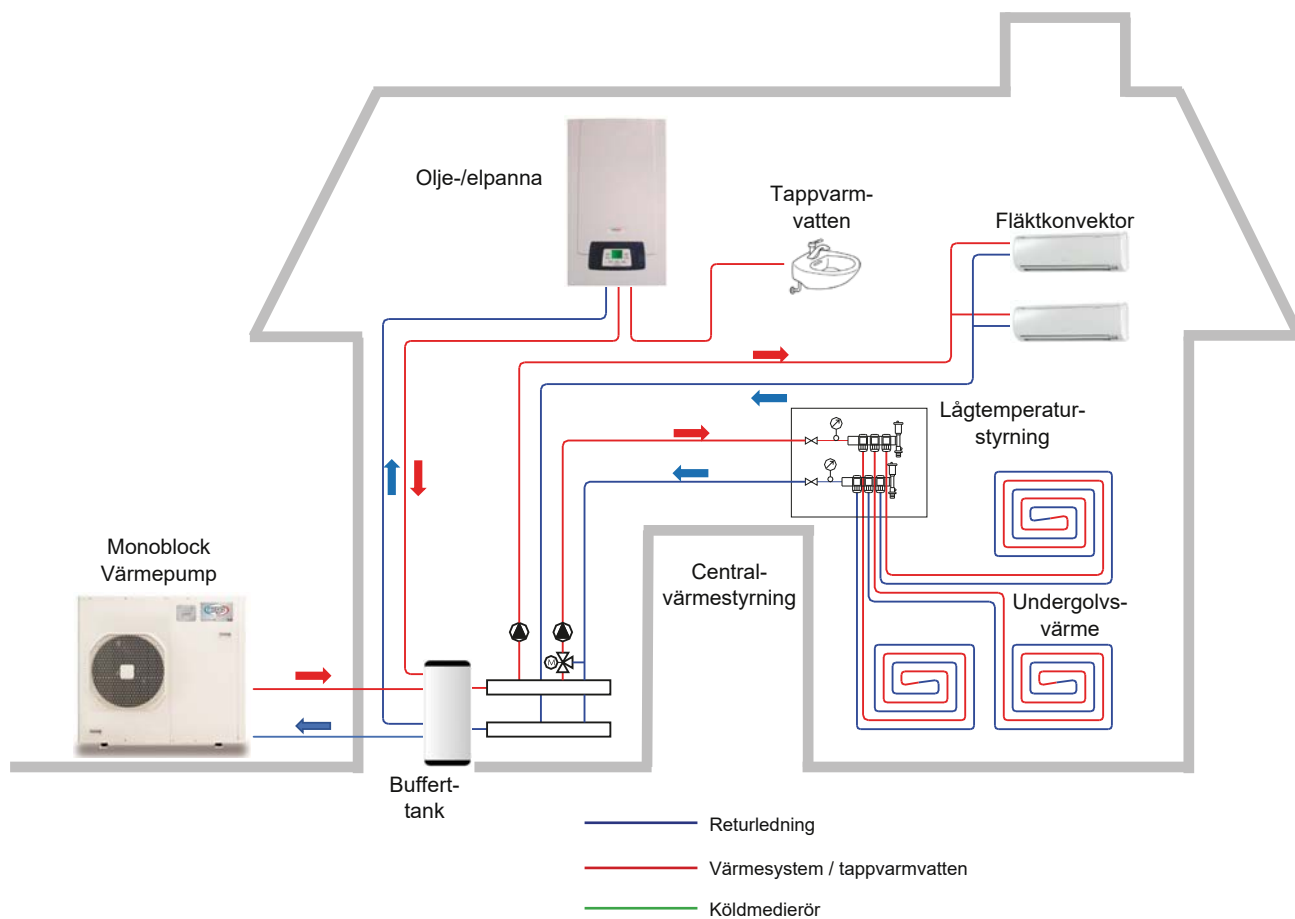 Olje-/elpanna
Tappvarm-
vatten
Fläktkonvektor
Lågtemperatur-
styrning
Monoblock
Värmepump
Central-
värmestyrning
Undergolvs-
värme
M
Buffert-
tank
Returledning
Värmesystem / tappvarmvatten
Köldmedierör